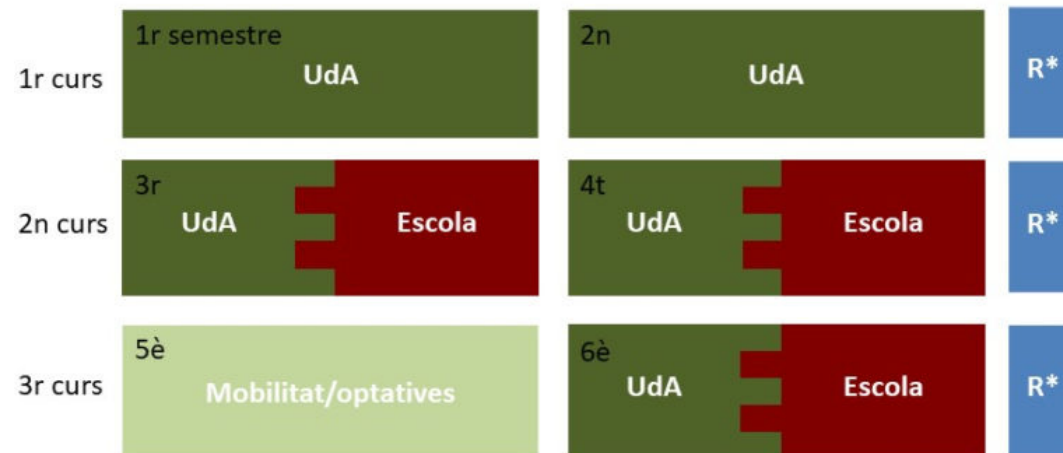 1r semestre
UdA
2n
UdA
R*
1r curs
3r
UdA
Escola
4t
UdA
Escola
R*
2n curs
5è
Mobilitat/optatives
6è
UdA
Escola
R*
3r curs